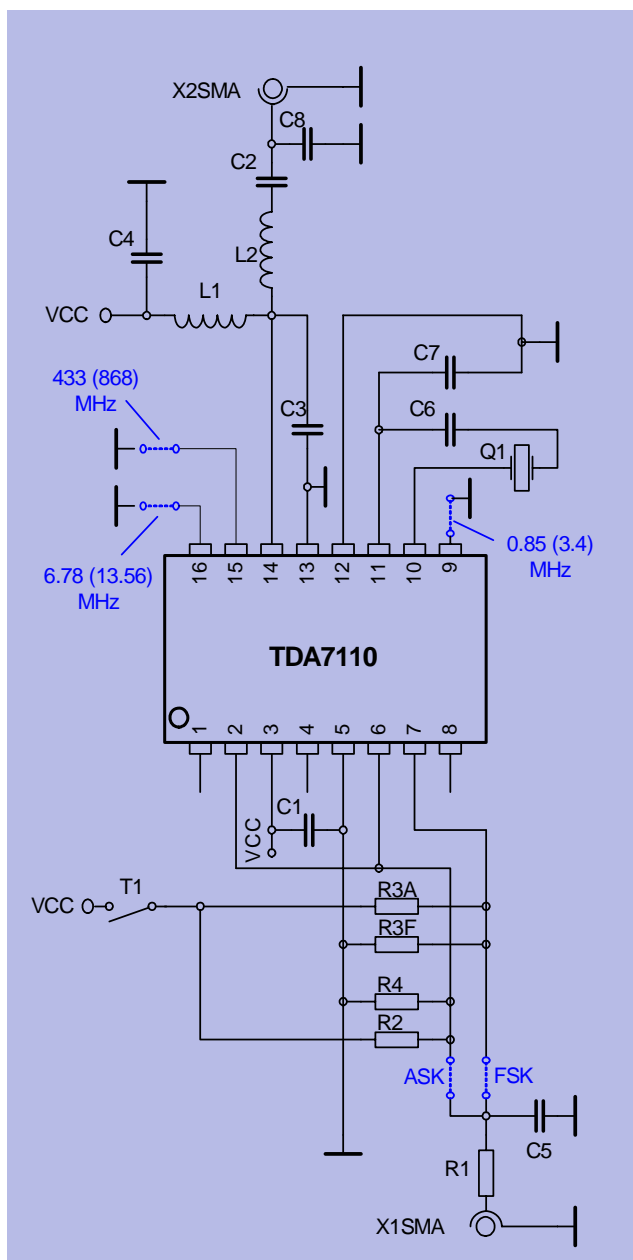 X2SMA
C8
C2
C4
L2
L1
VCC
433 (868)
MHz
C7
C3
C6
Q1
6.78 (13.56)
MHz
0.85 (3.4)
MHz
16 15 14 13 12 11 10 9
TDA7110
1 2 3 4 5 6 7 8
C1
VCC
T1
VCC
R3A
R3F
R4
R2
ASK
FSK
C5
R1
X1SMA